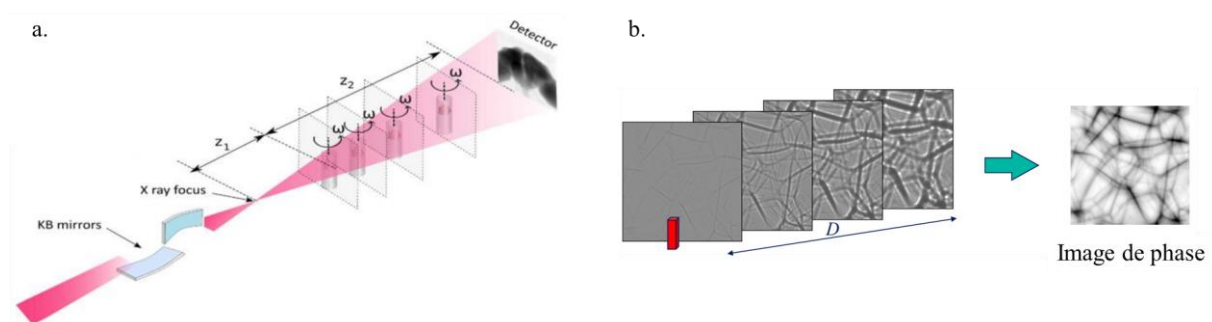 a.
Detector
z2
ω
ω
ω
ω
z1
X ray focus
KB mirrors
b.
D
Image de phase